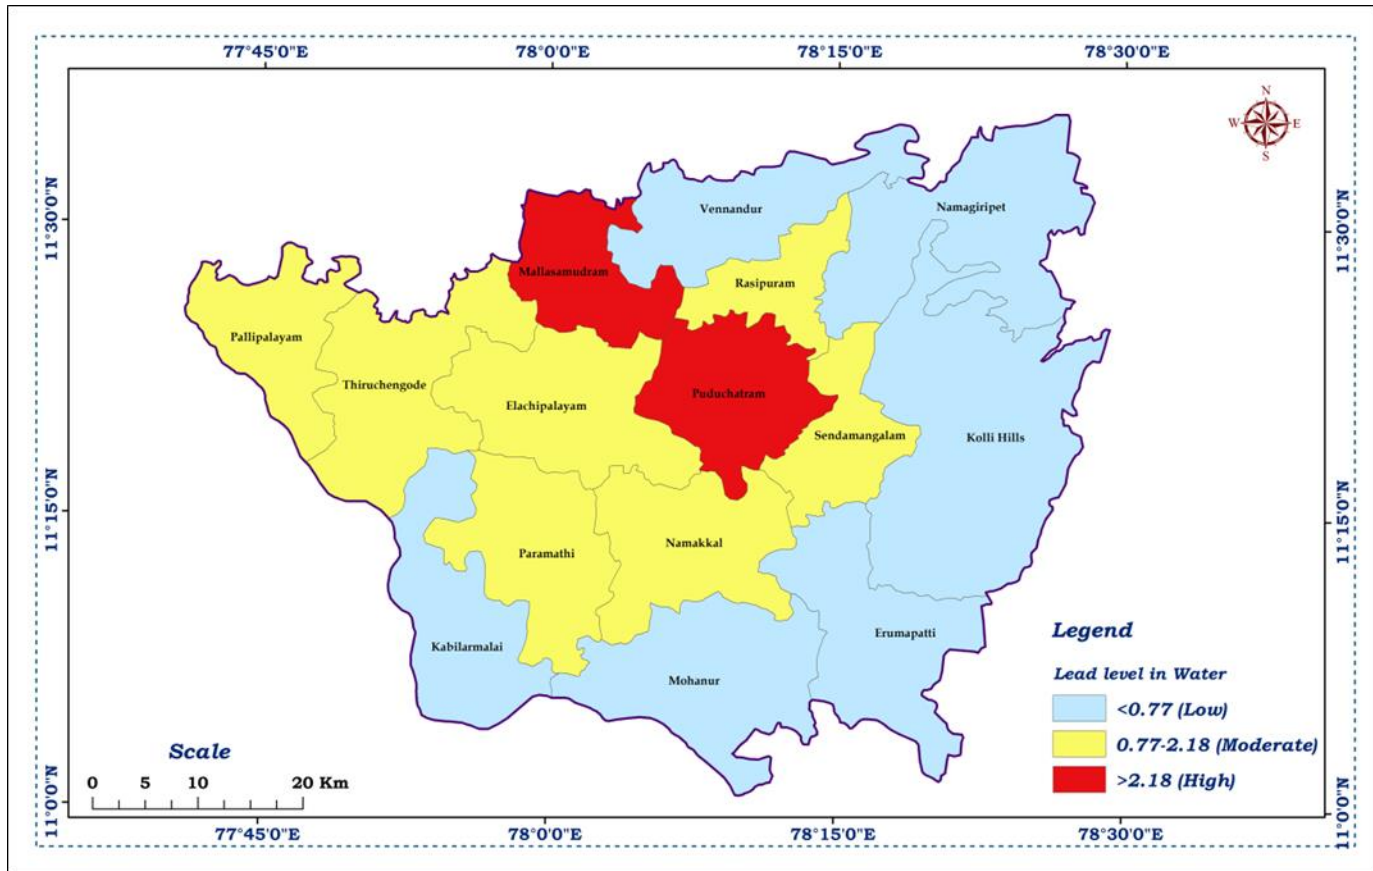 77°45'0"E 78°0'0"E 78°15'0"E 78°30'0"E
N
W E
S
11°30'0"N
11°30'0"N
Vennandur
Namagiripet
Mallasamudram
Rasipuram
Pallipalayam
Thiruchengode
Elachipalayam
Puduchatram
Sendamangalam
Kolli Hills
11°15'0"N
11°15'0"N
Paramathi
Namakkal
Kabilarmalai
Erumapatti
Mohanur
Legend
Lead level in Water
<0.77 (Low)
0.77-2.18 (Moderate)
>2.18 (High)
Scale
0 5 10 20 Km
11°0'0"N
11°0'0"N
77°45'0"E 78°0'0"E 78°15'0"E 78°30'0"E